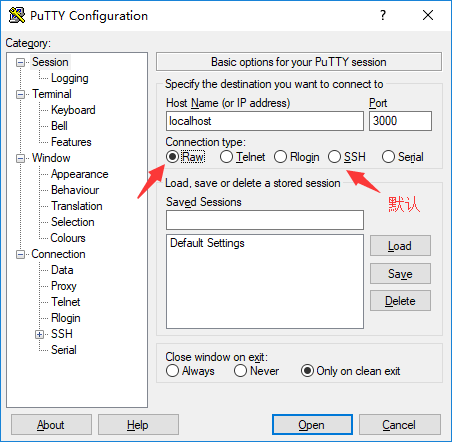 PuTTY Configuration
Category:
Session
Logging
Terminal
Keyboard
Bell
Features
Window
Appearance
Behaviour
Translation
Selection
Colours
Connection
Data
Proxy
Telnet
Rlogin
SSH
Serial
Basic options for your PuTTY session
Specify the destination you want to connect to
Host Name (or IP address) Port
localhost 3000
Connection type:
Raw Telnet Rlogin SSH Serial
Load, save or delete a stored session
Saved Sessions
默认
Default Settings
Load
Save
Delete
Close window on exit:
Always Never Only on clean exit
About Help Open Cancel